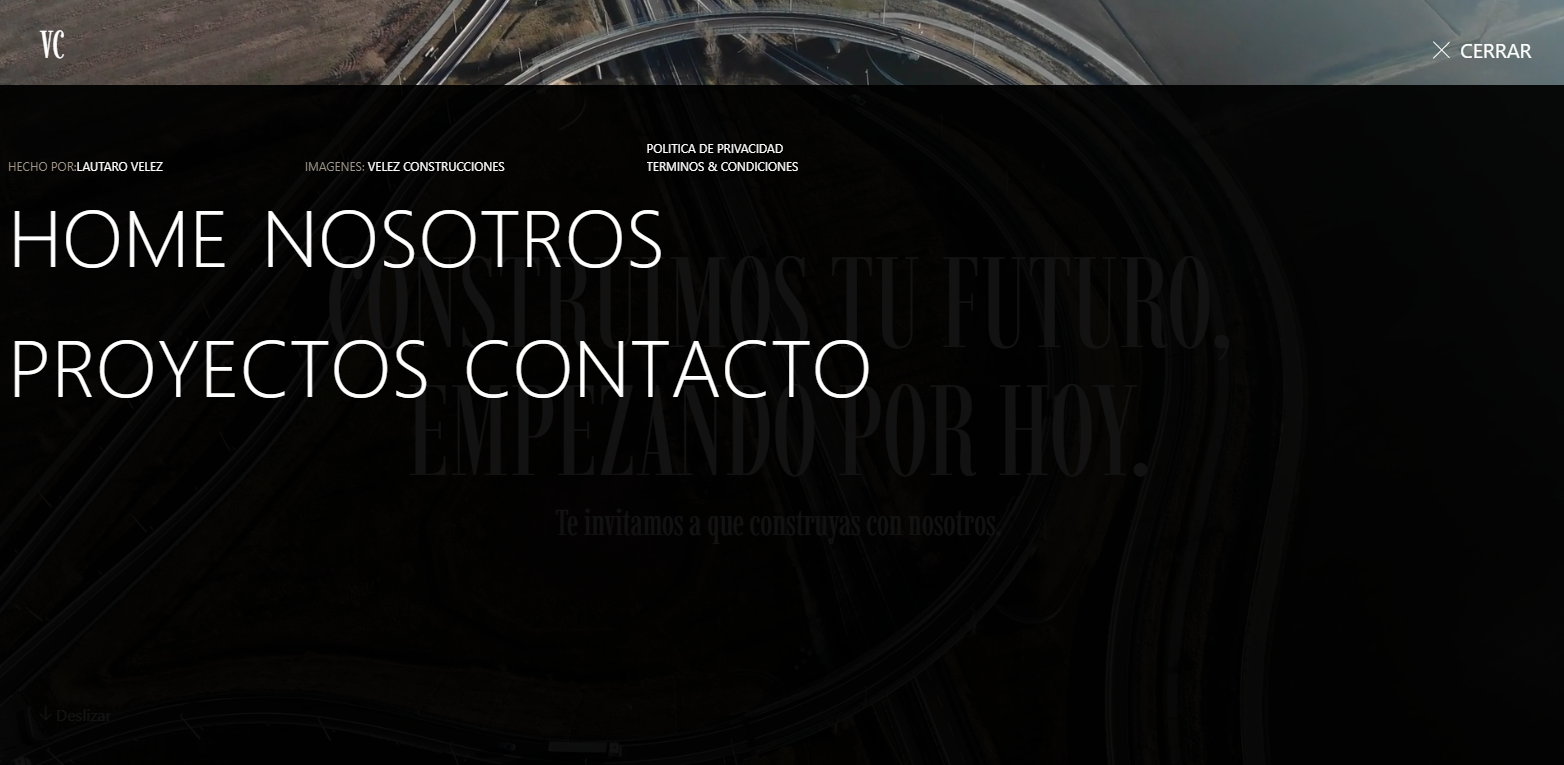 VC
CERRAR
POLITICA DE PRIVACIDAD
HECHO POR:LAUTARO VELEZ
IMAGENES: VELEZ CONSTRUCCIONES
TERMINOS & CONDICIONES
HOME NOSOTROS
CONSTRUIMOS TU FUTURO,
PROYECTOS CONTACTO
EMPEZANDO POR HOY.
Te invitamos a que construyas con nosotros.
Deslizar